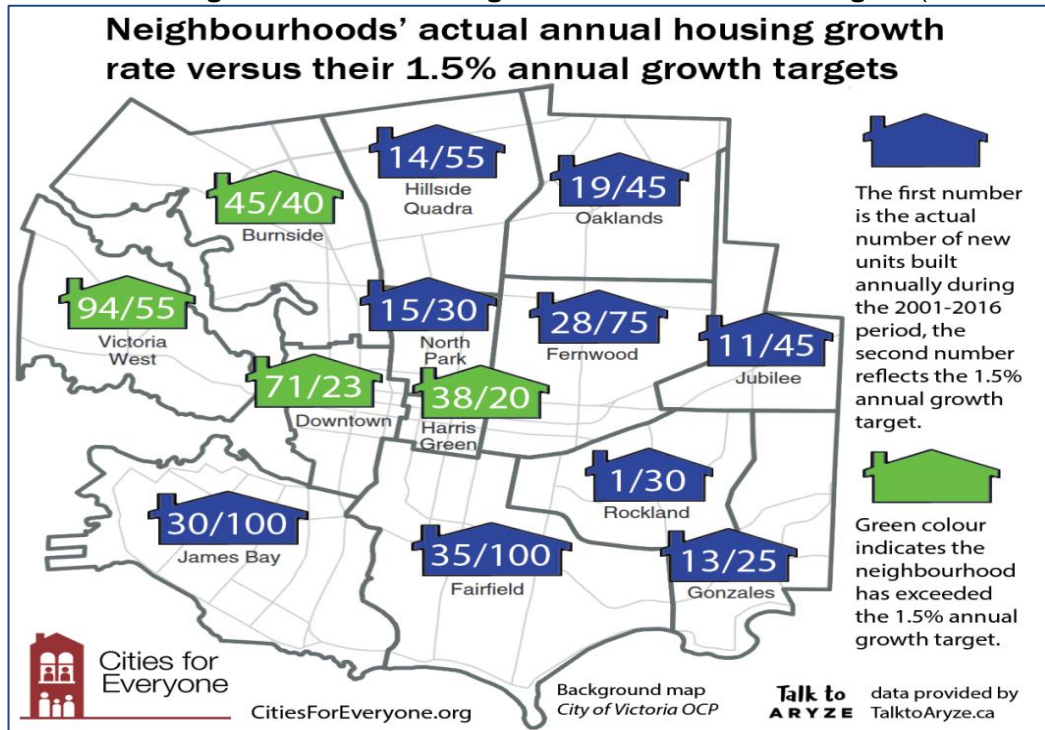 Neighbourhoods' actual annual housing growth
rate versus their 1.5% annual growth targets
14/55
Hillside
Quadra
19/45
Oaklands
45/40
Burnside
94/55
Victoria
West
15/30
North
Park
28/75
Fernwood
11/45
Jubilee
71/23
Downtown
38/20
Harris
Green
1/30
Rockland
30/100
James Bay
35/100
Fairfield
13/25
Gonzales
The first number
is the actual
number of new
units built
annually during
the 2001-2016
period, the
second number
reflects the 1.5%
annual growth
target.
Green colour
indicates the
neighbourhood
has exceeded
the 1.5% annual
growth target.
Cities for
Everyone
CitiesForEveryone.org
Background map
City of Victoria OCP
Talk to
ARYZE
data provided by
TalktoAryze.ca